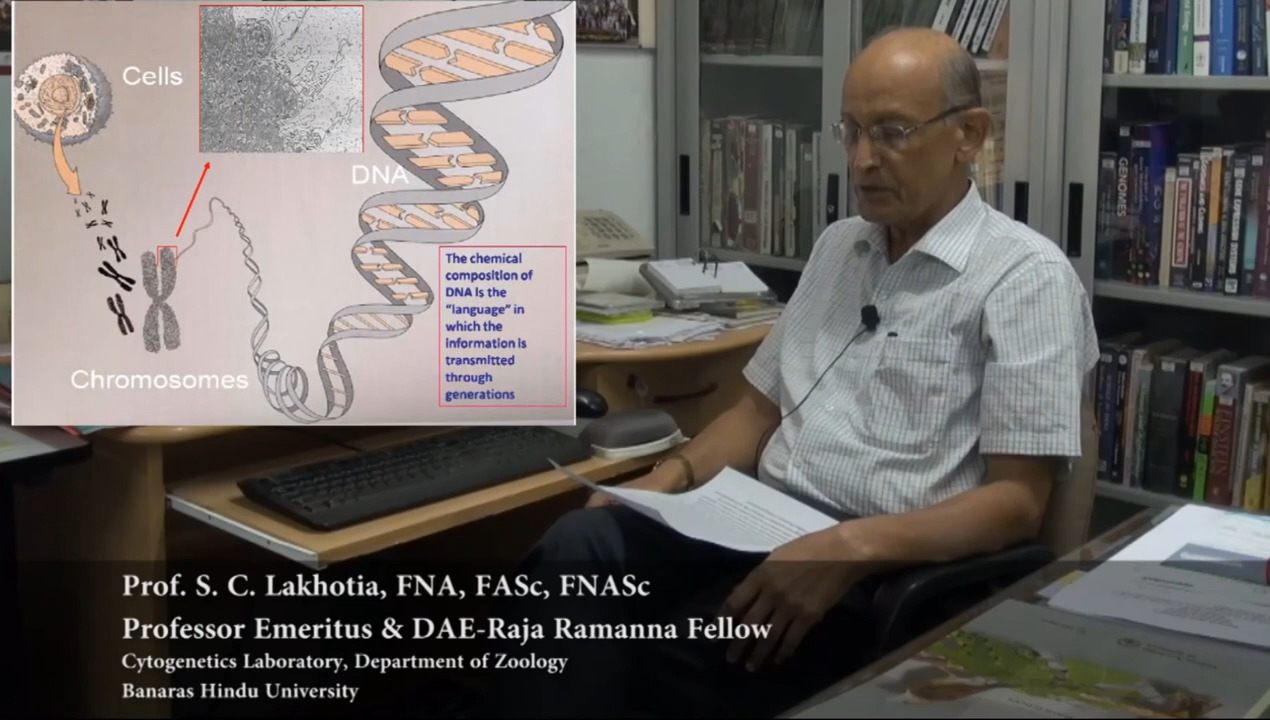 Cells
DNA
Chromosomes
The chemical
composition of
DNA is the
"language" in
which the
information is
transmitted
through
generations
GENOMES
Prof. S. C. Lakhotia, FNA, FASc, FNASc
Professor Emeritus & DAE-Raja Ramanna Fellow
Cytogenetics Laboratory, Department of Zoology
Banaras Hindu University